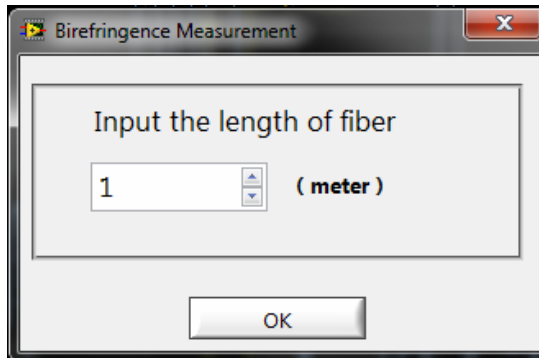 Birefringence Measurement
Input the length of fiber
1 ( meter )
OK